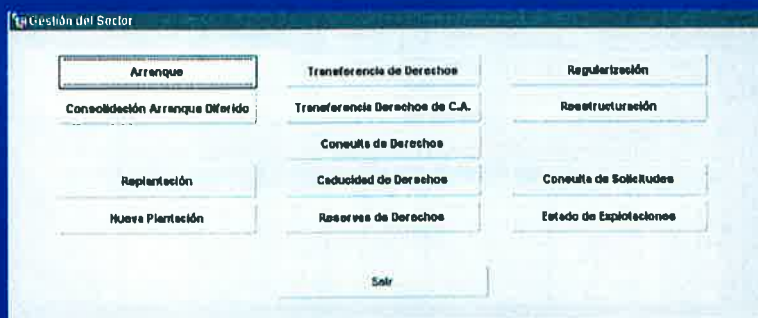 Gestión del Sector
Arranque
Transferencia de Derechos
Regularización
Consolidación Arranque Diferido
Transferencia Derechos de C.A.
Reestructuración
Consulta de Derechos
Replantación
Caducidad de Derechos
Consulta de Solicitudes
Nueva Plantación
Reservas de Derechos
Estado de Explotaciones
Salir